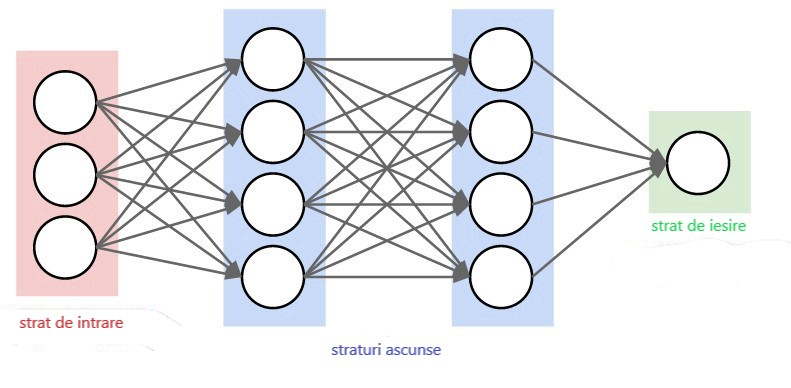 strat de iesire
strat de intrare
straturi ascunse